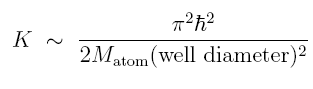 K ∼ π²ℏ² / 2M_atom(well diameter)²